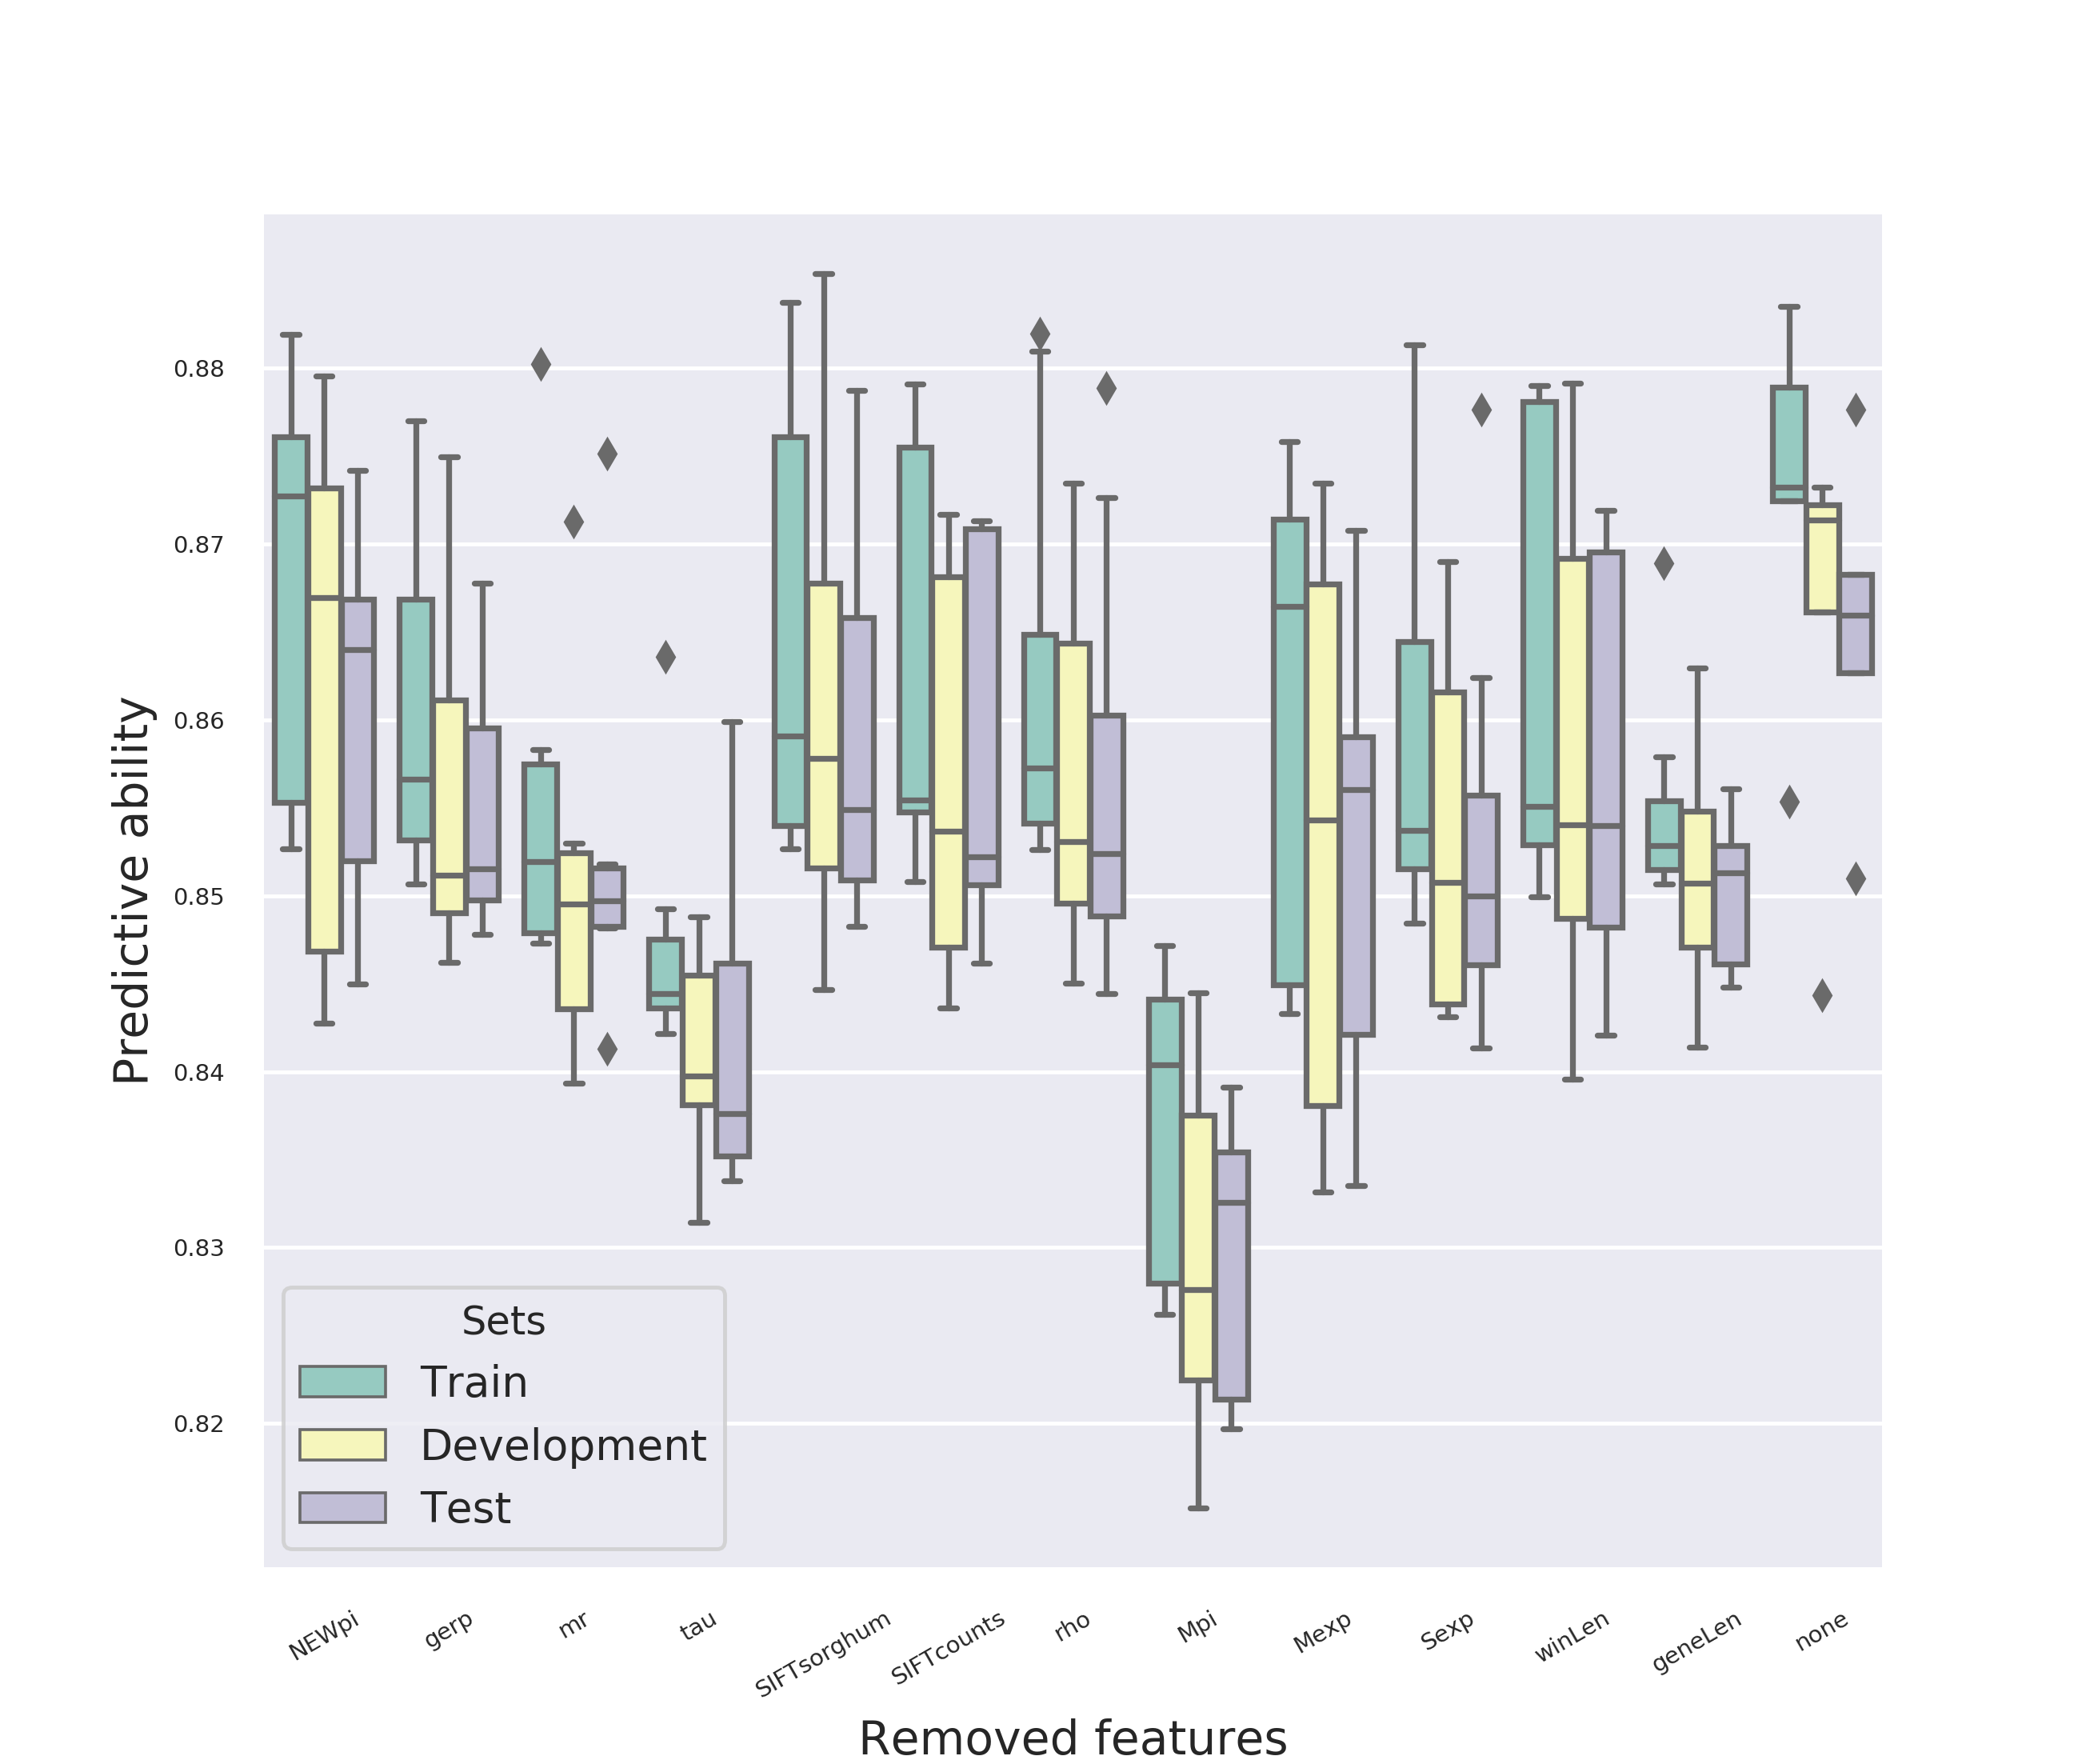 Predictive ability
0.88
0.87
0.86
0.85
0.84
0.83
0.82
Sets
Train
Development
Test
NEWpi
gerp
mr
tau
SIFTsorghum
SIFTcounts
rho
Mpi
Mexp
Sexp
winLen
geneLen
none
Removed features